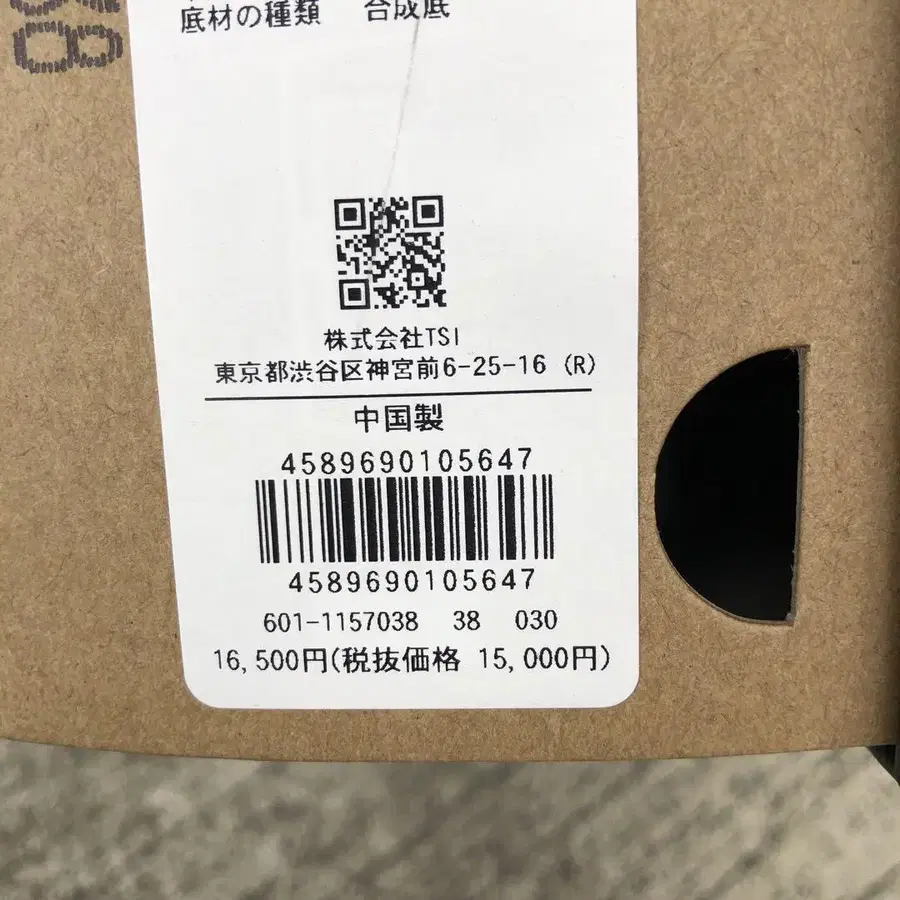 底材の種類　合成底
株式会社TSI
東京都渋谷区神宮前6-25-16 (R)
中国製
4589690105647
4589690105647
601-1157038 38 030
16,500円(税抜価格 15,000円)